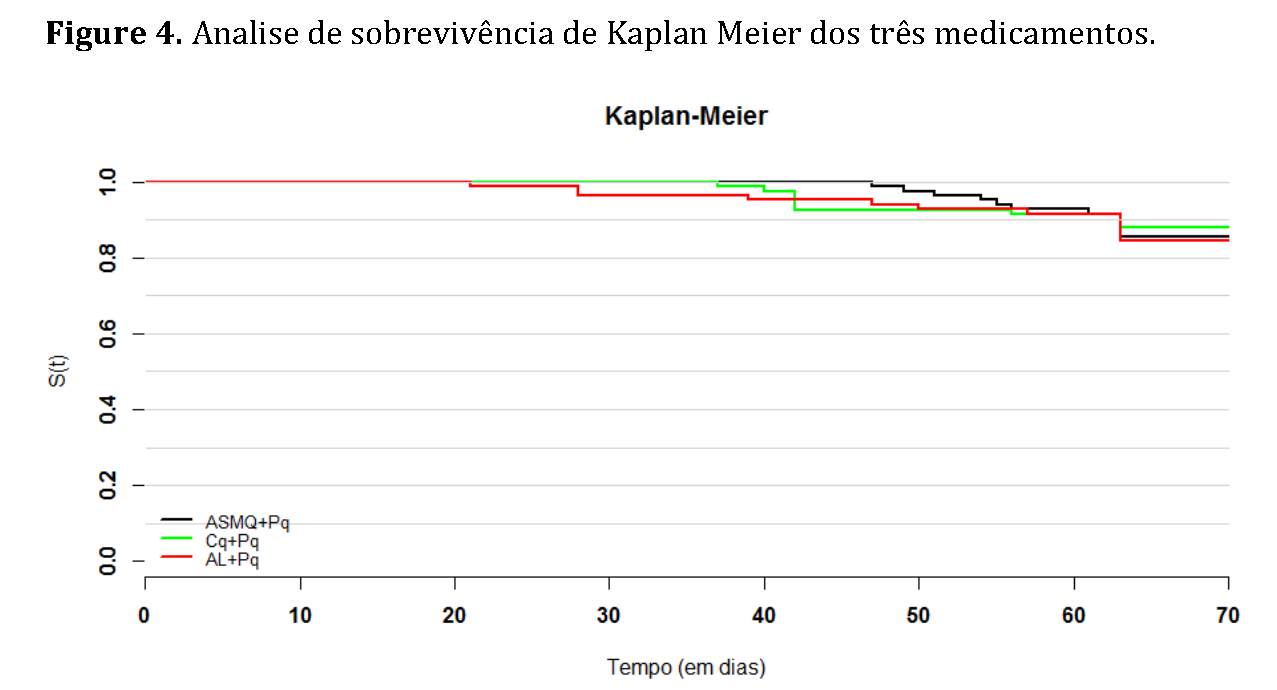 Figure 4. Analise de sobrevivência de Kaplan Meier dos três medicamentos.
Kaplan-Meier
1.0
0.8
0.6
0.4
0.2
0.0
S(t)
ASMQ+Pq
Cq+Pq
AL+Pq
0 10 20 30 40 50 60 70
Tempo (em dias)